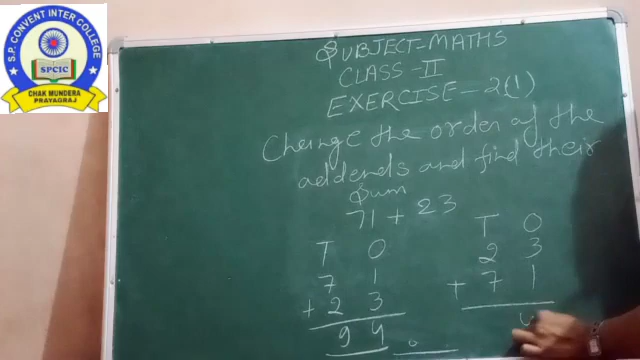 S.P. CONVENT INTER COLLEGE
SPCIC
CHAK MUNDERA
PRAYAGRAJ
SUBJECT-MATHS
CLASS-II
EXERCISE-2(1)
Change the order of the
addends and find their
Sum
71 + 23
T O
7 1
+ 2 3
9 4
T O
2 3
+ 7 1